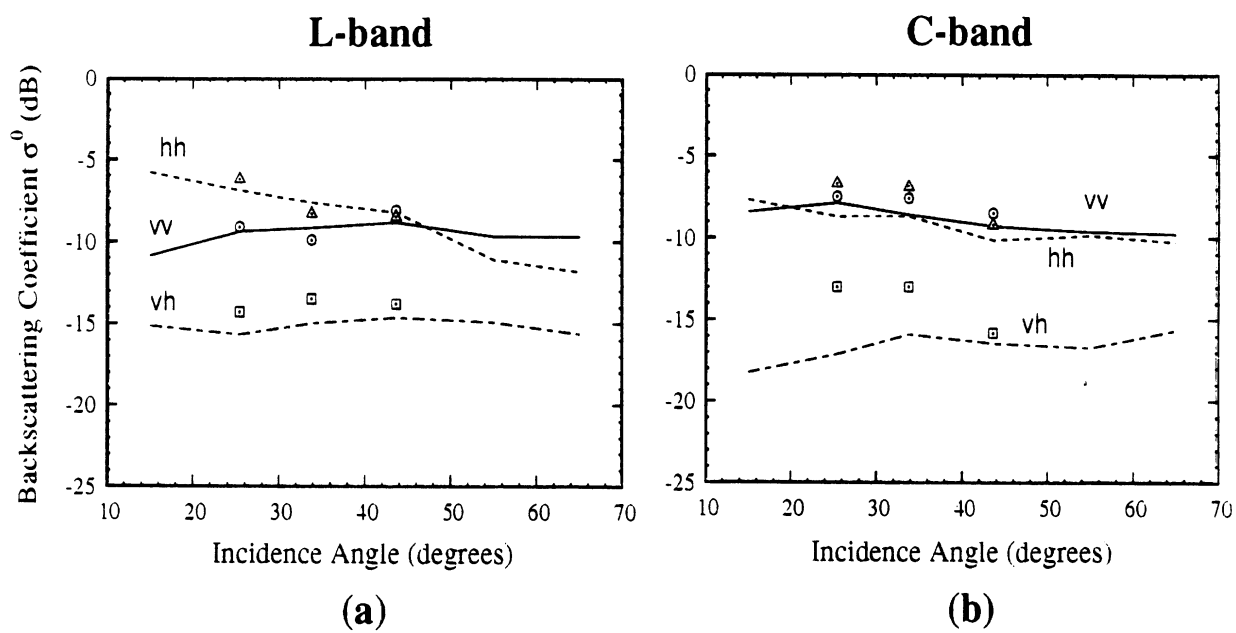 L-band
C-band
Backscattering Coefficient σ⁰ (dB)
0
-5
-10
-15
-20
-25
hh
vv
vh
10 20 30 40 50 60 70
Incidence Angle (degrees)
(a)
0
-5
-10
-15
-20
-25
vv
hh
vh
10 20 30 40 50 60 70
Incidence Angle (degrees)
(b)